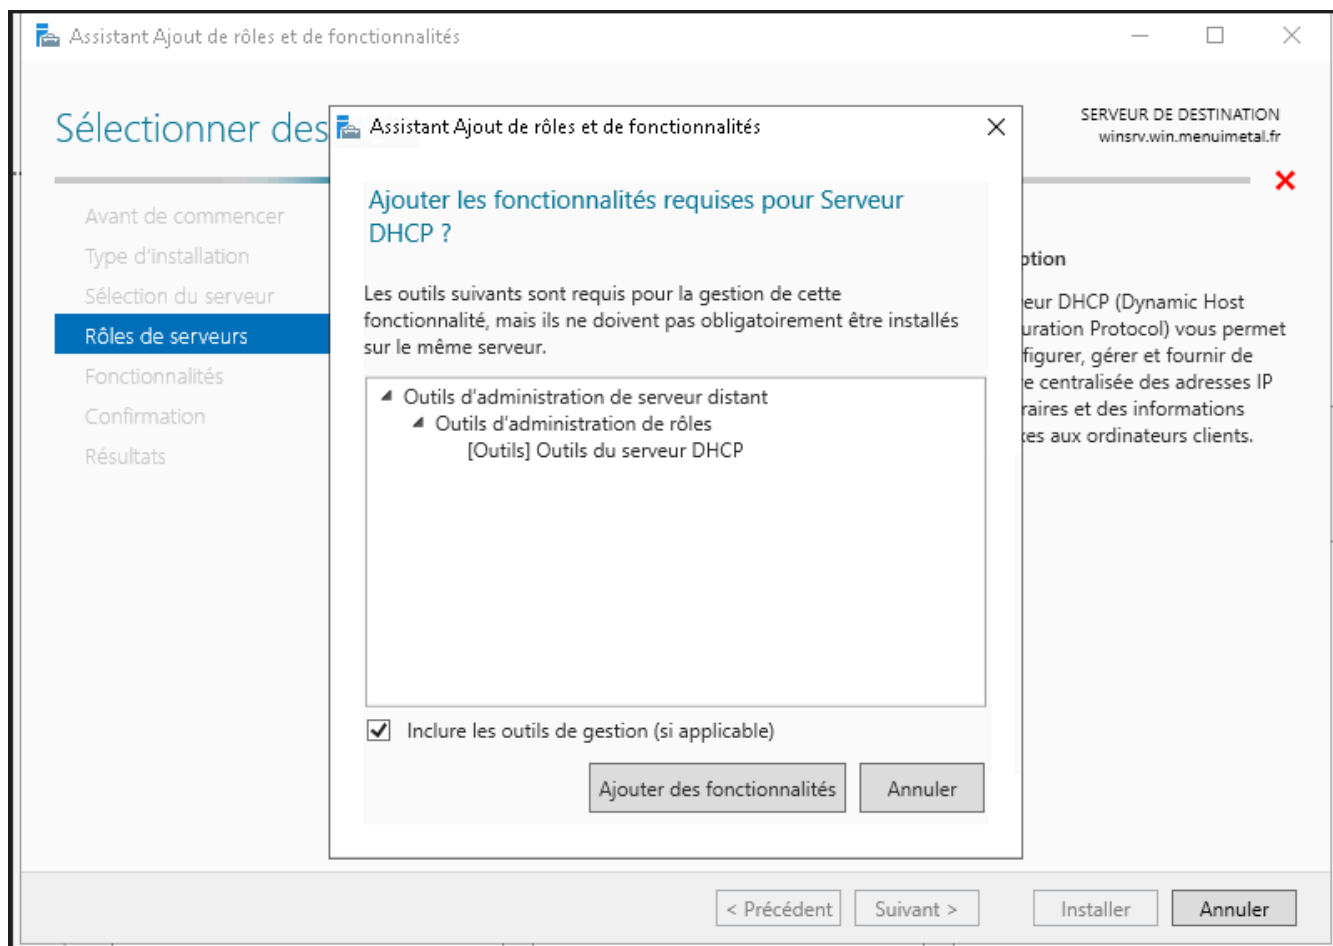 Assistant Ajout de rôles et de fonctionnalités
Sélectionner des
SERVEUR DE DESTINATION
winsrv.win.menuimetal.fr
Avant de commencer
Type d'installation
Sélection du serveur
Rôles de serveurs
Fonctionnalités
Confirmation
Résultats
Assistant Ajout de rôles et de fonctionnalités
Ajouter les fonctionnalités requises pour Serveur
DHCP ?
Les outils suivants sont requis pour la gestion de cette
fonctionnalité, mais ils ne doivent pas obligatoirement être installés
sur le même serveur.
Outils d'administration de serveur distant
Outils d'administration de rôles
[Outils] Outils du serveur DHCP
Inclure les outils de gestion (si applicable)
Ajouter des fonctionnalités
Annuler
ption
eur DHCP (Dynamic Host
uration Protocol) vous permet
figurer, gérer et fournir de
e centralisée des adresses IP
raires et des informations
es aux ordinateurs clients.
< Précédent
Suivant >
Installer
Annuler